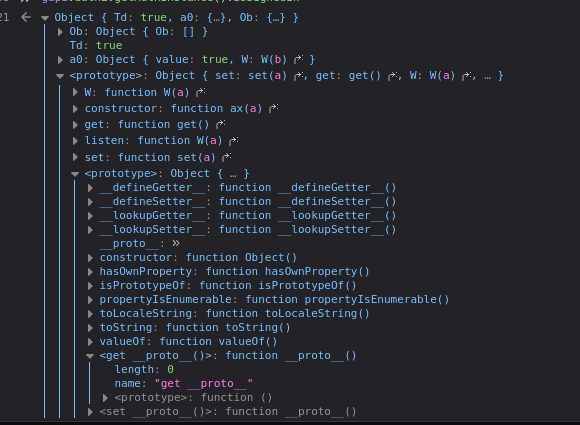 21 Object { Td: true, a0: {…}, Ob: {…} }
Ob: Object { Ob: [] }
Td: true
a0: Object { value: true, W: W(b) }
<prototype>: Object { set: set(a), get: get(), W: W(a), … }
W: function W(a)
constructor: function ax(a)
get: function get()
listen: function W(a)
set: function set(a)
<prototype>: Object { … }
__defineGetter__: function __defineGetter__()
__defineSetter__: function __defineSetter__()
__lookupGetter__: function __lookupGetter__()
__lookupSetter__: function __lookupSetter__()
__proto__: »
constructor: function Object()
hasOwnProperty: function hasOwnProperty()
isPrototypeOf: function isPrototypeOf()
propertyIsEnumerable: function propertyIsEnumerable()
toLocaleString: function toLocaleString()
toString: function toString()
valueOf: function valueOf()
<get __proto__()>: function __proto__()
length: 0
name: "get __proto__"
<prototype>: function ()
<set __proto__()>: function __proto__()